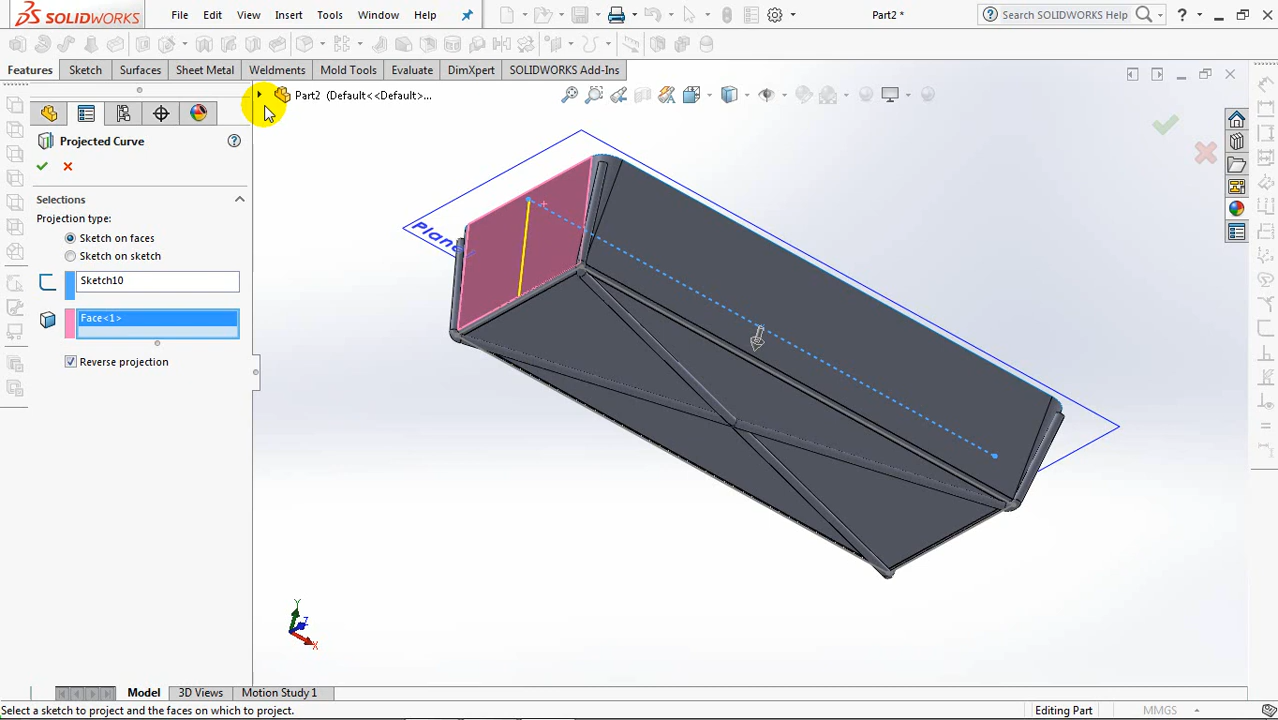 SOLIDWORKS File Edit View Insert Tools Window Help Part2 * Search SOLIDWORKS Help ?
Features Sketch Surfaces Sheet Metal Weldments Mold Tools Evaluate DimXpert SOLIDWORKS Add-Ins
Part2 (Default<<Default>...
Projected Curve ?
Selections
Projection type:
Sketch on faces
Sketch on sketch
Sketch10
Face<1>
Reverse projection
Y
Z
X
Model 3D Views Motion Study 1
Select a sketch to project and the faces on which to project. Editing Part MMGS